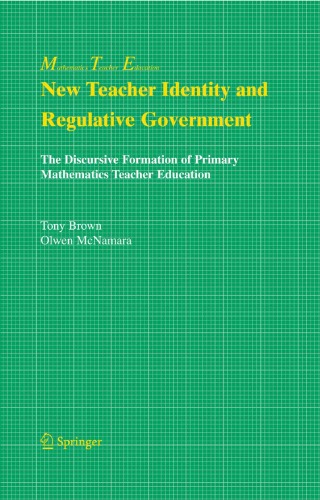 Mathematics Teacher Education
New Teacher Identity and
Regulative Government
The Discursive Formation of Primary
Mathematics Teacher Education
Tony Brown
Olwen McNamara
Springer